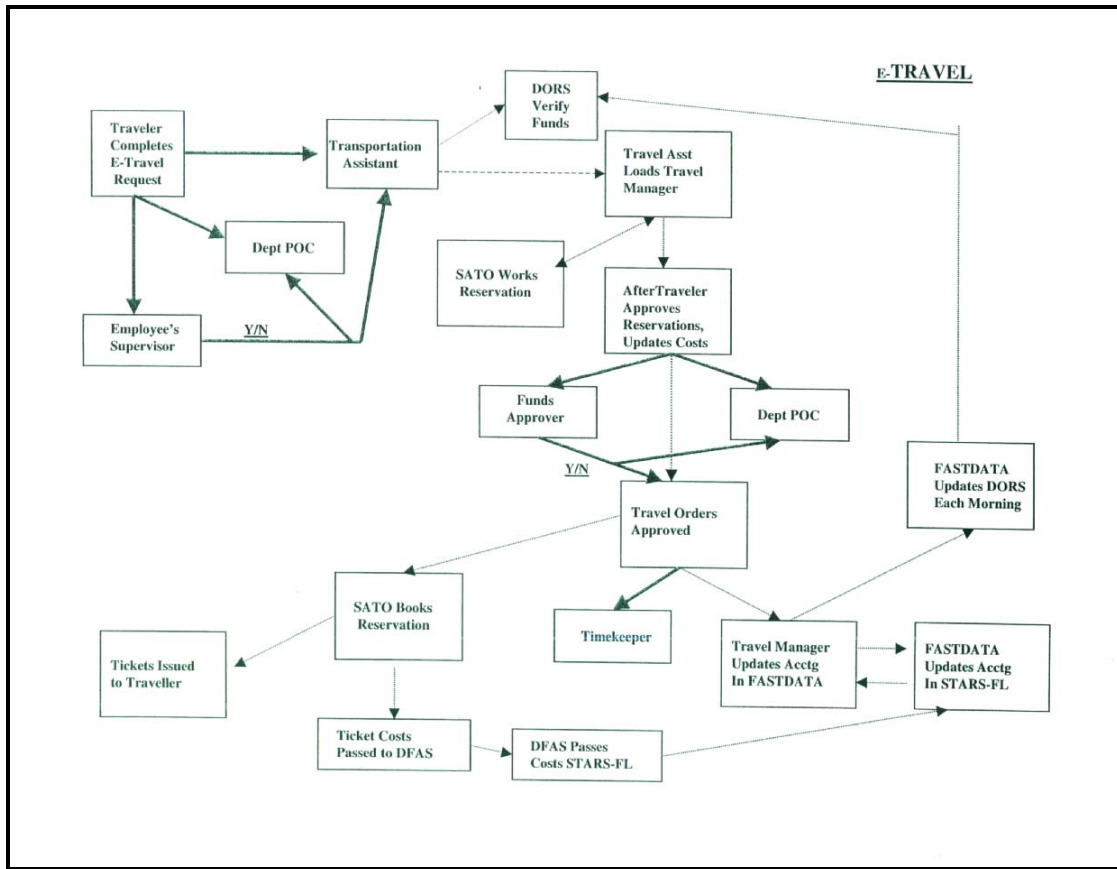 E-TRAVEL
DORS
Verify
Funds
Traveler
Completes
E-Travel
Request
Transportation
Assistant
Travel Asst
Loads Travel
Manager
Dept POC
SATO Works
Reservation
AfterTraveler
Approves
Reservations,
Updates Costs
Employee's
Supervisor
Y/N
Funds
Approver
Dept POC
Y/N
FASTDATA
Updates DORS
Each Morning
Travel Orders
Approved
SATO Books
Reservation
Timekeeper
Travel Manager
Updates Acctg
In FASTDATA
FASTDATA
Updates Acctg
In STARS-FL
Tickets Issued
to Traveller
Ticket Costs
Passed to DFAS
DFAS Passes
Costs STARS-FL